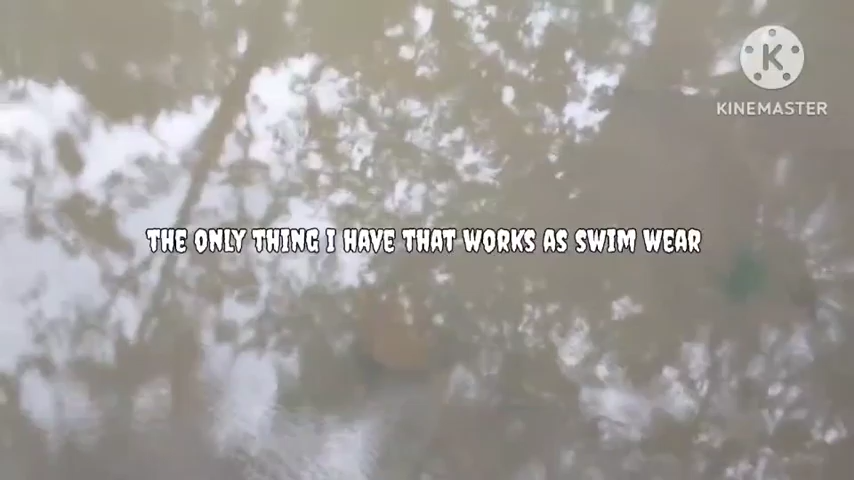 K
KINEMASTER
THE ONLY THING I HAVE THAT WORKS AS SWIM WEAR